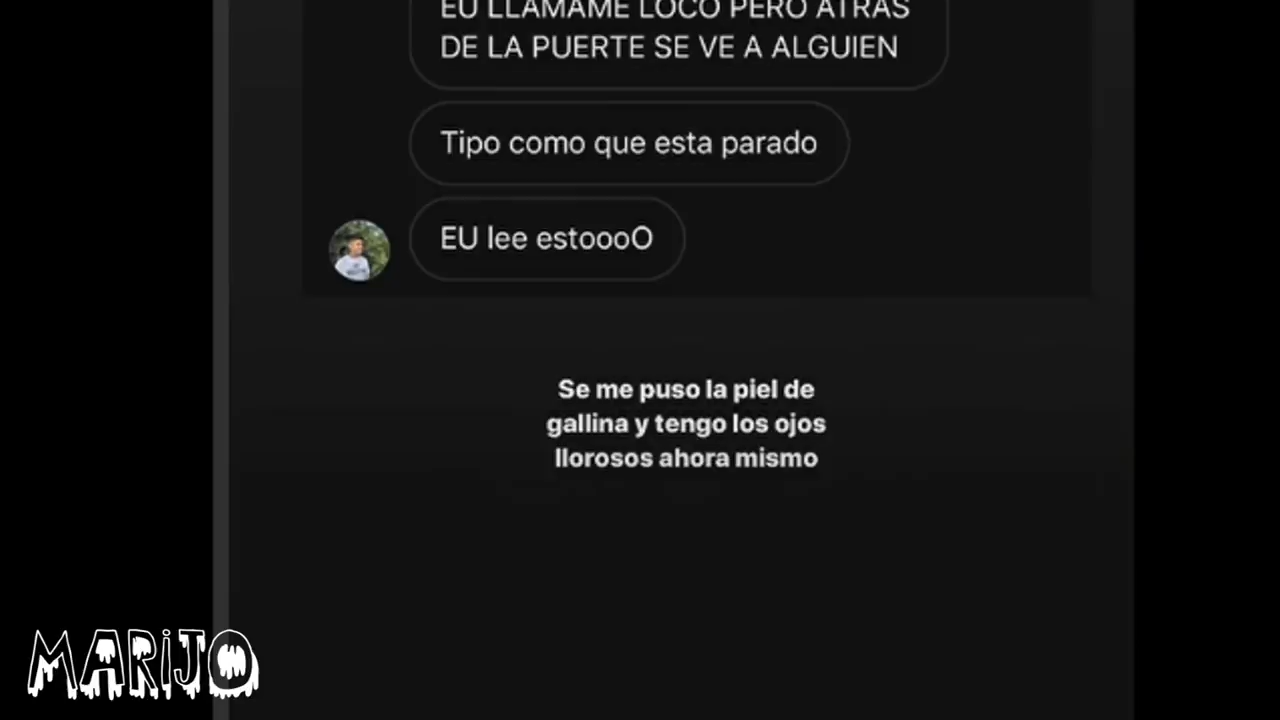 EU LLAMAME LOCO PERO ATRAS
DE LA PUERTE SE VE A ALGUIEN
Tipo como que esta parado
EU lee estoooO
Se me puso la piel de
gallina y tengo los ojos
llorosos ahora mismo
MARiJO